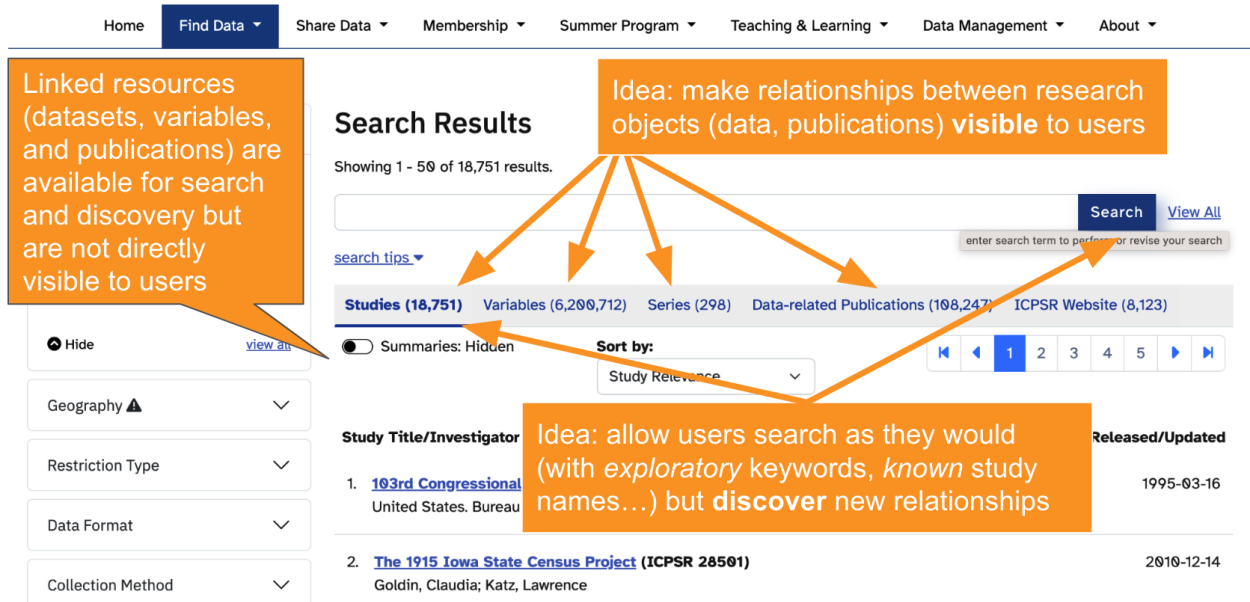 Home Find Data Share Data Membership Summer Program Teaching & Learning Data Management About
Linked resources
(datasets, variables,
and publications) are
available for search
and discovery but
are not directly
visible to users
Idea: make relationships between research
objects (data, publications) visible to users
Search Results
Showing 1 - 50 of 18,751 results.
Search View All
enter search term to perform or revise your search
search tips
Studies (18,751) Variables (6,200,712) Series (298) Data-related Publications (108,247) ICPSR Website (8,123)
Hide view all
Summaries: Hidden
Sort by:
Study Relevance
1 2 3 4 5
Geography
Restriction Type
Data Format
Collection Method
Idea: allow users search as they would
(with exploratory keywords, known study
names…) but discover new relationships
Study Title/Investigator Released/Updated
1. 103rd Congressional 1995-03-16
United States. Bureau
2. The 1915 Iowa State Census Project (ICPSR 28501) 2010-12-14
Goldin, Claudia; Katz, Lawrence